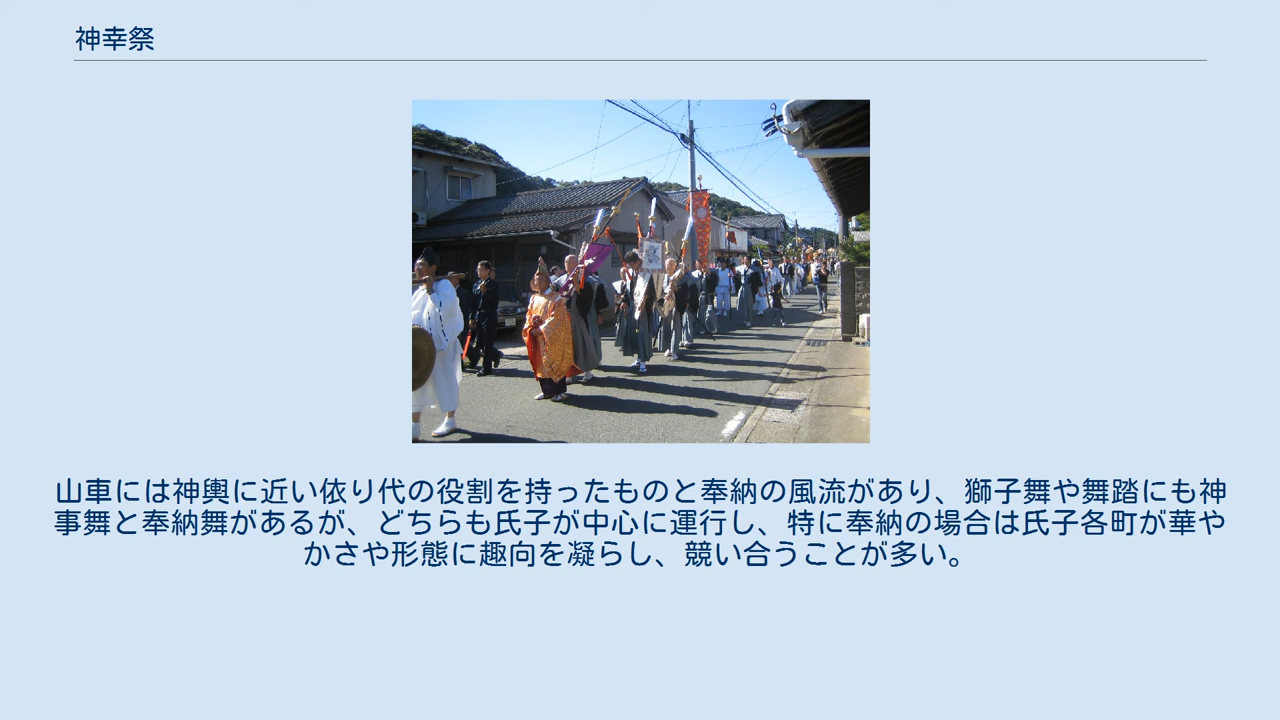 神幸祭
山車には神輿に近い依り代の役割を持ったものと奉納の風流があり、獅子舞や舞踏にも神
事舞と奉納舞があるが、どちらも氏子が中心に運行し、特に奉納の場合は氏子各町が華や
かさや形態に趣向を凝らし、競い合うことが多い。